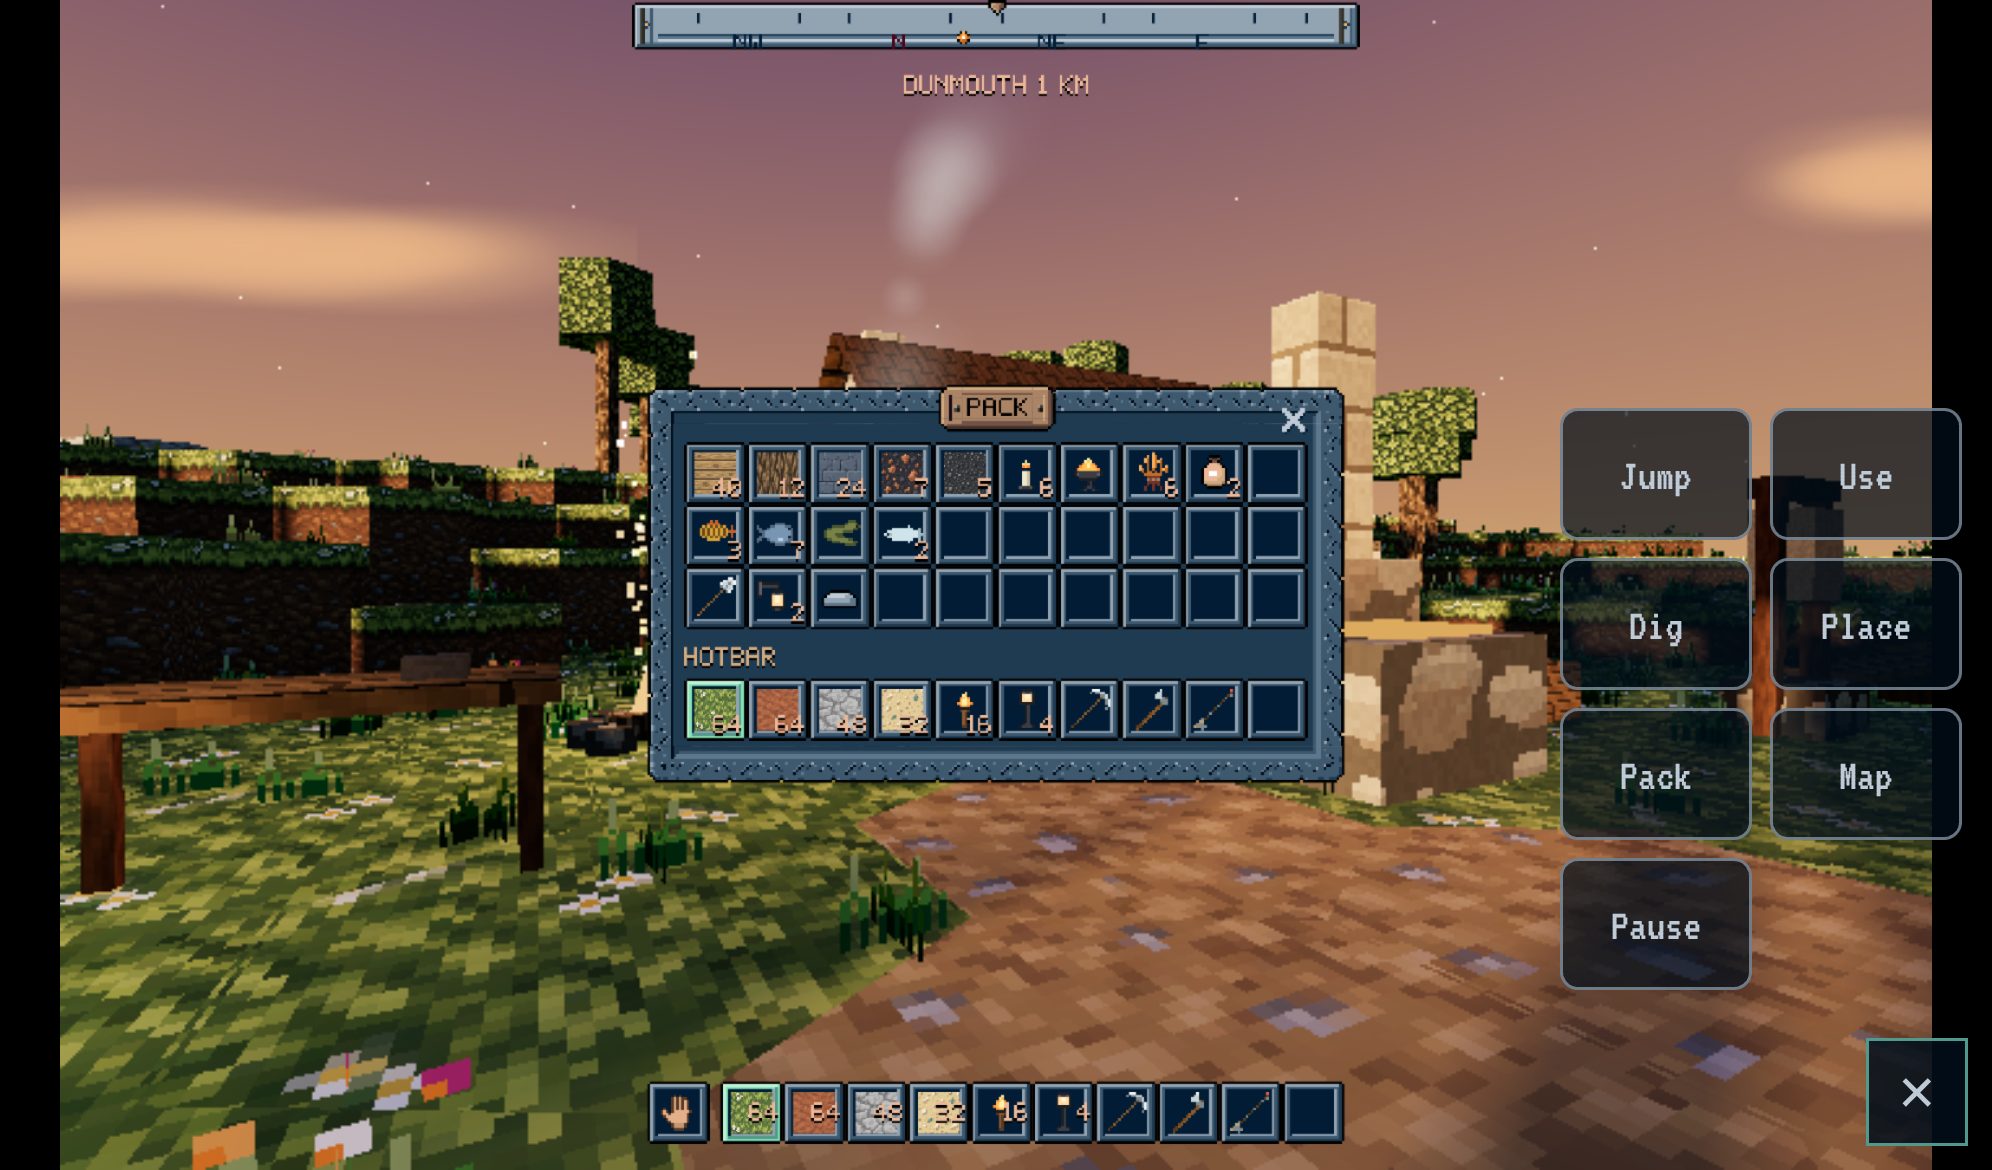 NW N NE E
DUNMOUTH 1 KM
PACK
40 12 24 7 5 6 6 2
3 7 2
2
HOTBAR
64 64 48 32 16 4
64 64 48 32 16 4
Jump Use
Dig Place
Pack Map
Pause